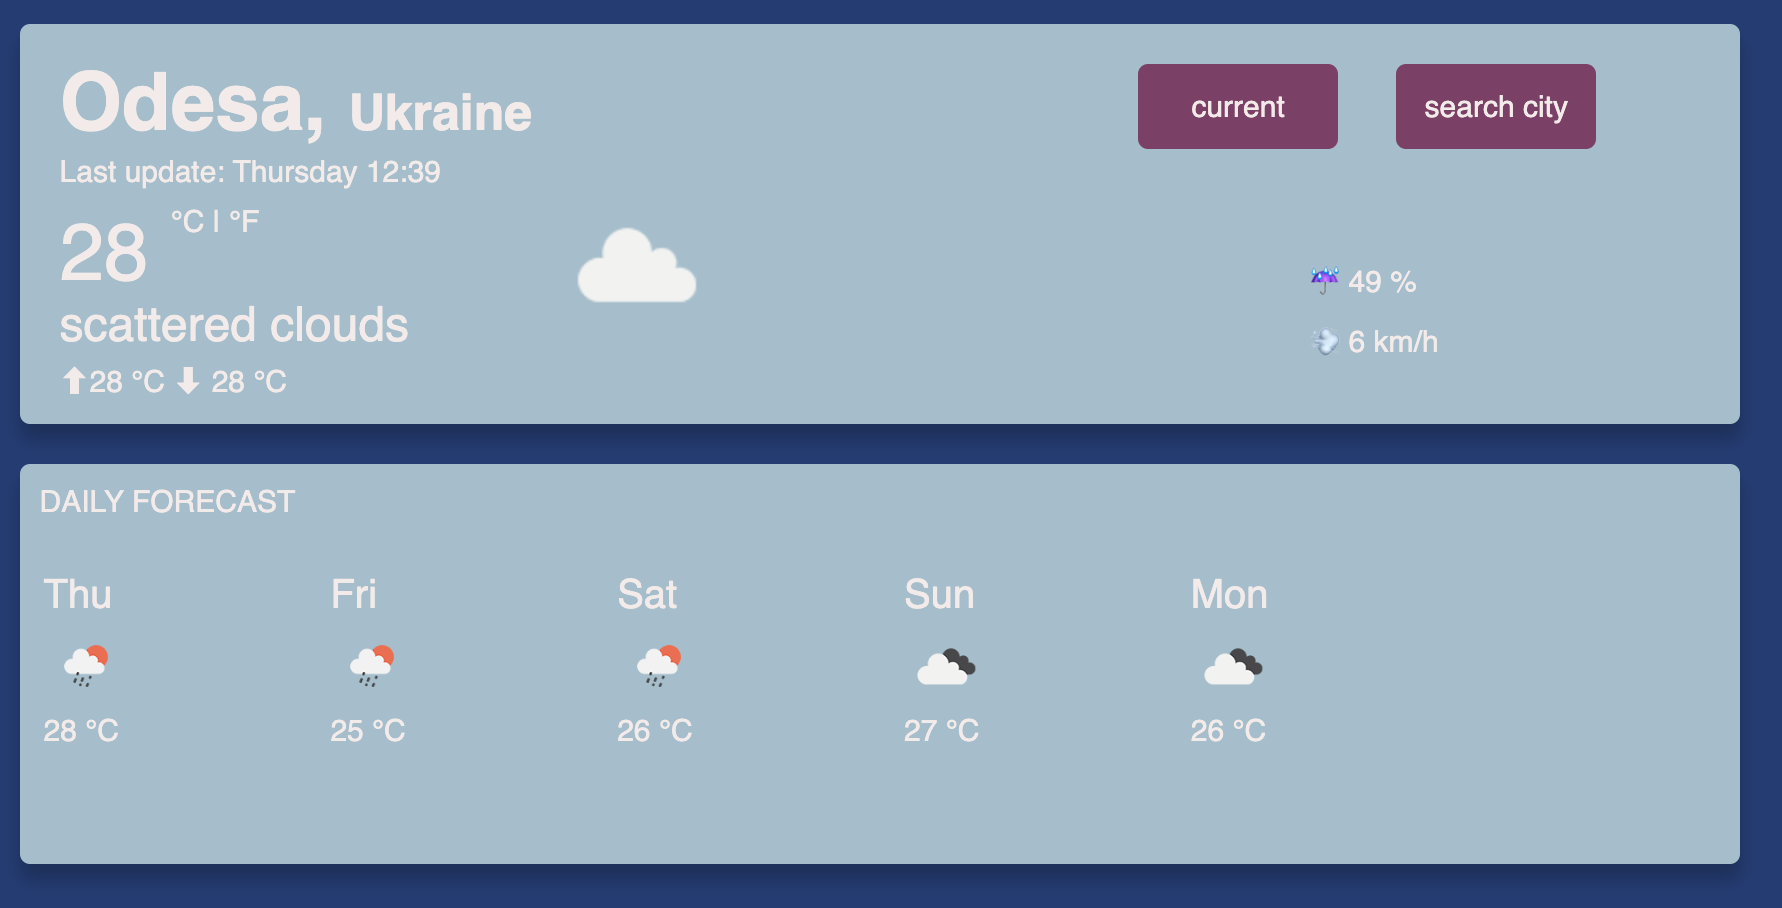 Odesa, Ukraine
current
search city
Last update: Thursday 12:39
28 °C | °F
scattered clouds
⬆28 °C ⬇ 28 °C
☔ 49 %
💨 6 km/h
DAILY FORECAST
Thu Fri Sat Sun Mon
28 °C 25 °C 26 °C 27 °C 26 °C